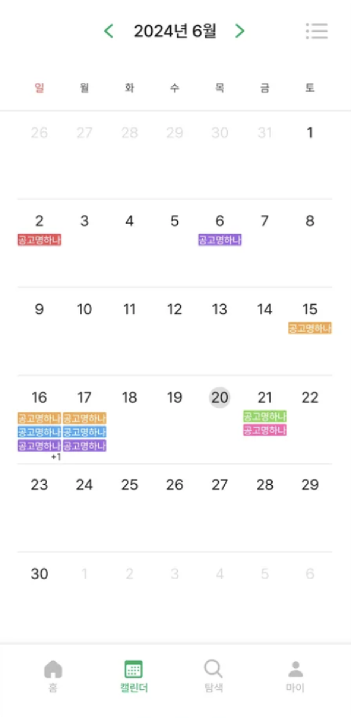 2024년 6월
일 월 화 수 목 금 토
26 27 28 29 30 31 1
2 3 4 5 6 7 8
공고명하나 공고명하나
9 10 11 12 13 14 15
공고명하나
16 17 18 19 20 21 22
공고명하나 공고명하나 공고명하나
공고명하나 공고명하나 공고명하나
공고명하나 공고명하나
+1
23 24 25 26 27 28 29
30 1 2 3 4 5 6
홈 캘린더 탐색 마이